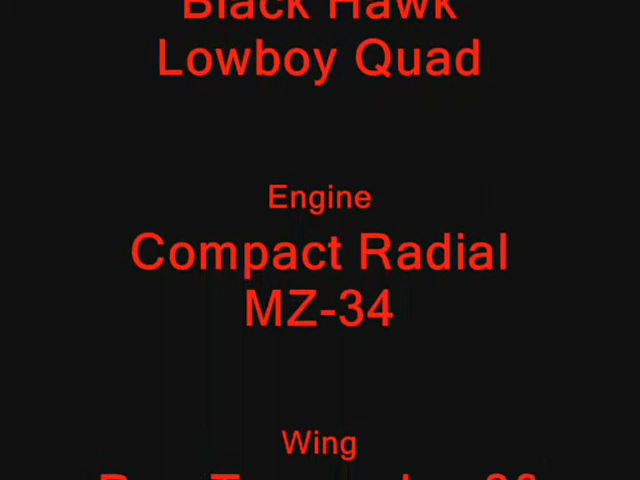 Black Hawk
Lowboy Quad
Engine
Compact Radial
MZ-34
Wing